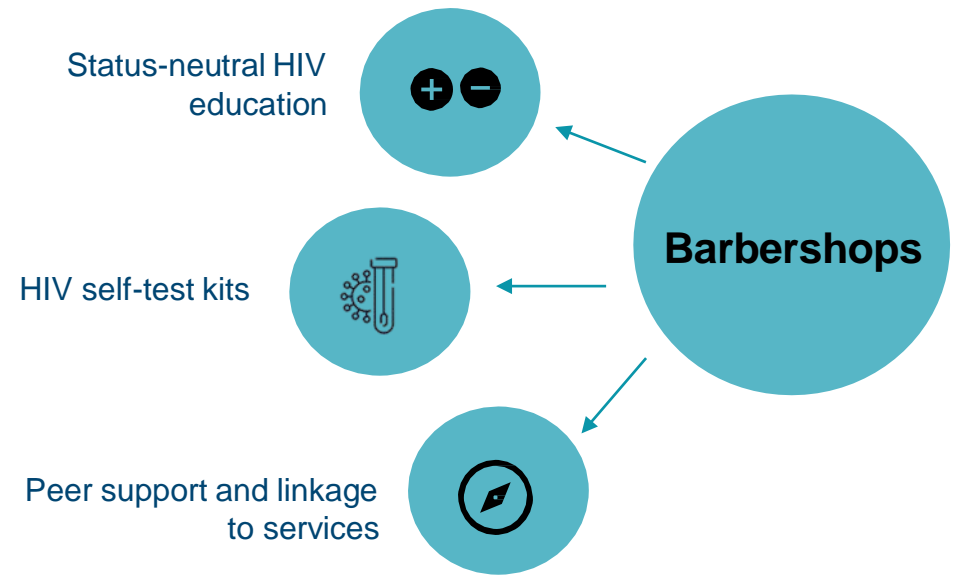 Status-neutral HIV
education
Barbershops
HIV self-test kits
Peer support and linkage
to services